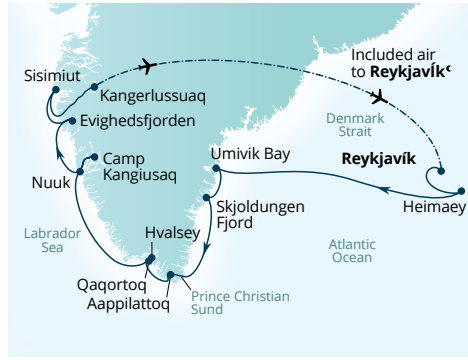 Included air
to Reykjavík‹
Sisimiut
Kangerlussuaq
Evighedsfjorden
Denmark
Strait
Camp
Kangiusaq
Umivik Bay
Reykjavík
Nuuk
Skjoldungen
Fjord
Heimaey
Labrador
Sea
Hvalsey
Atlantic
Ocean
Qaqortoq
Aappilattoq
Prince Christian
Sund